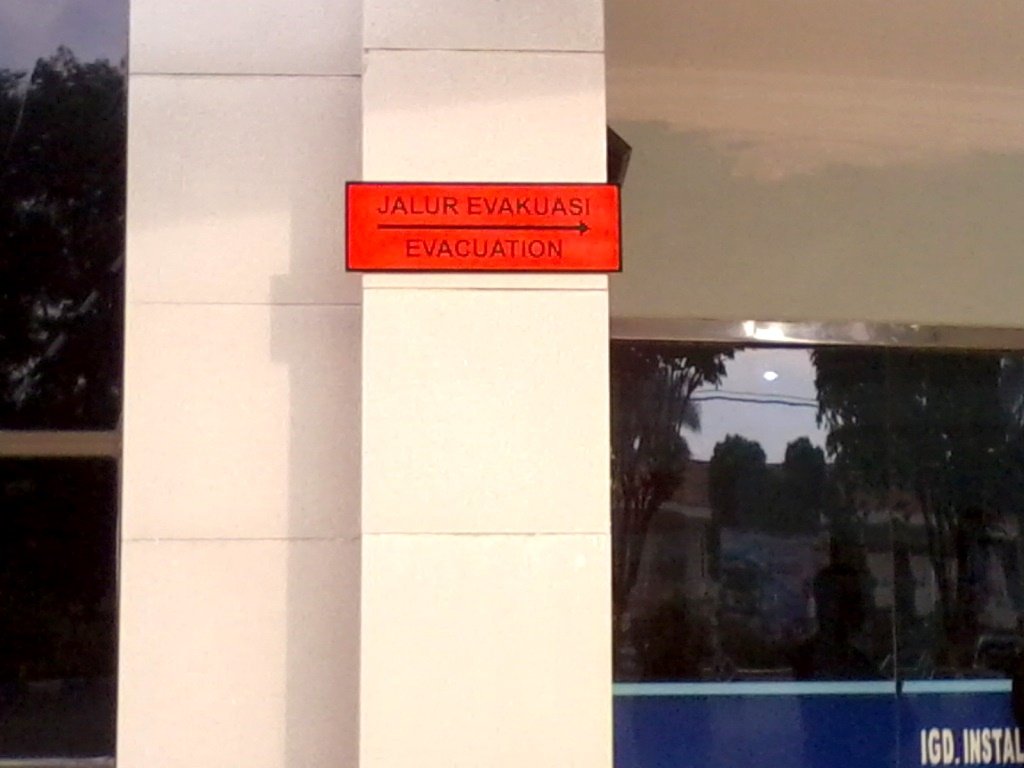 JALUR EVAKUASI
EVACUATION
IGD. INSTAL